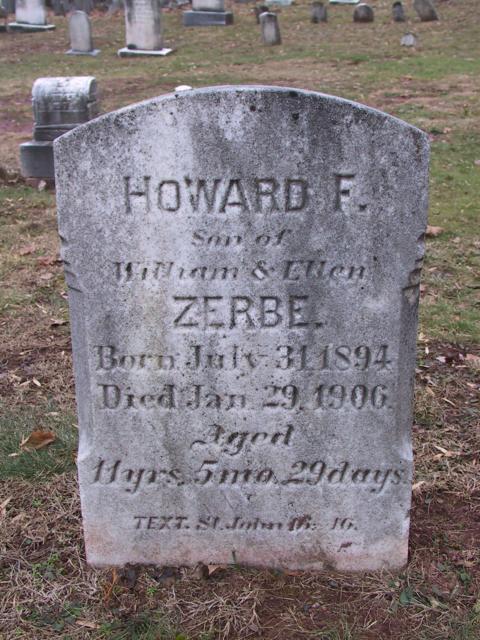 HOWARD F.
Son of
William & Ellen
ZERBE.
Born July 31, 1894
Died Jan. 29, 1906.
Aged
11yrs. 5mo. 29days.
TEXT. St. John 16: 16.